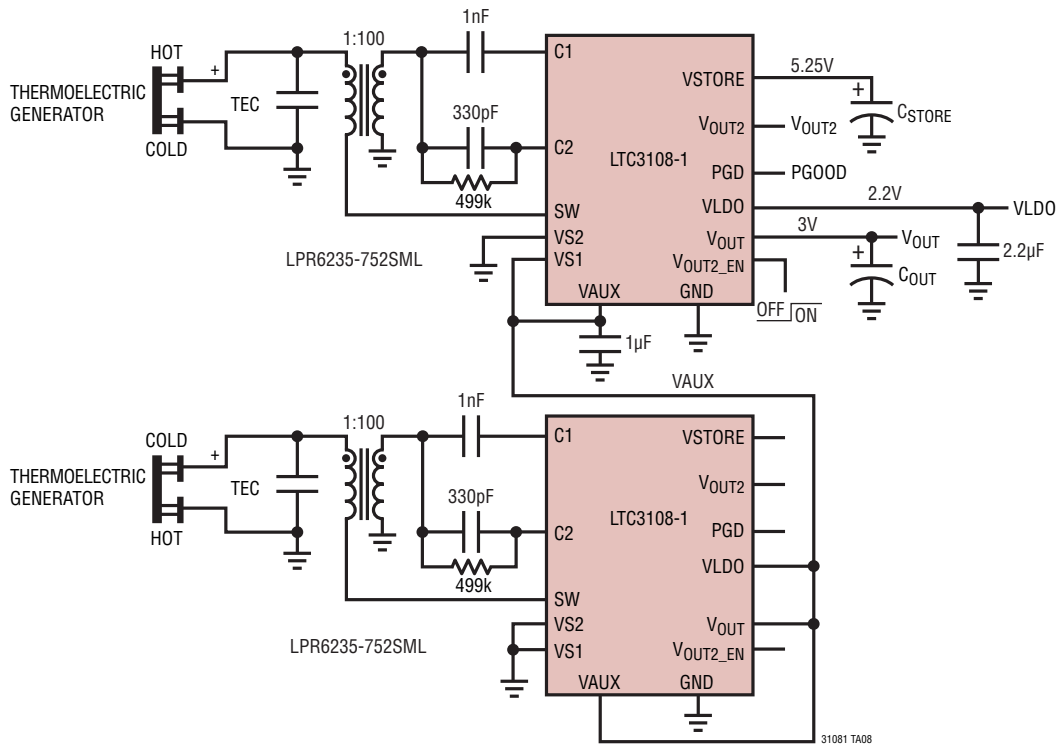 1:100
1nF
HOT
+
THERMOELECTRIC
GENERATOR
TEC
COLD
330pF
499k
LPR6235-752SML
C1
C2
SW
VS2
VS1
VAUX
GND
LTC3108-1
VSTORE
VOUT2
PGD
VLDO
VOUT
VOUT2_EN
5.25V
+
CSTORE
VOUT2
PGOOD
2.2V
VLDO
3V
VOUT
+
COUT
2.2µF
OFF ON
1µF
VAUX
1:100
1nF
COLD
+
THERMOELECTRIC
GENERATOR
TEC
HOT
330pF
499k
LPR6235-752SML
C1
C2
SW
VS2
VS1
VAUX
GND
LTC3108-1
VSTORE
VOUT2
PGD
VLDO
VOUT
VOUT2_EN
31081 TA08